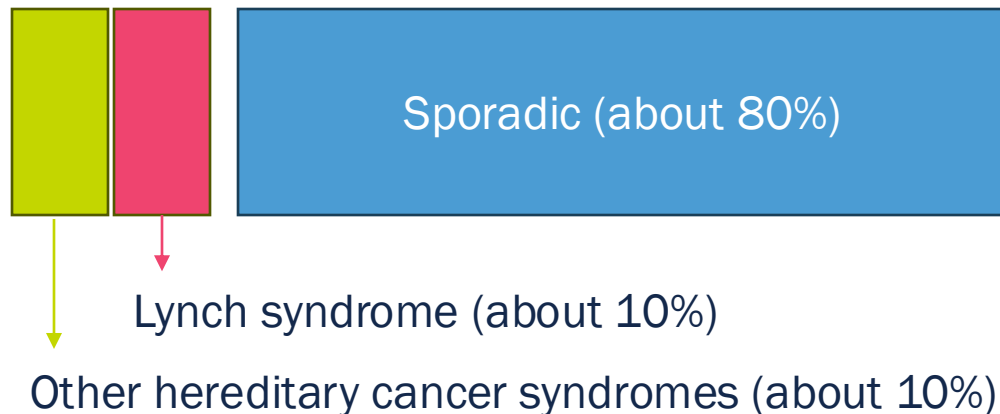 Sporadic (about 80%)
Lynch syndrome (about 10%)
Other hereditary cancer syndromes (about 10%)